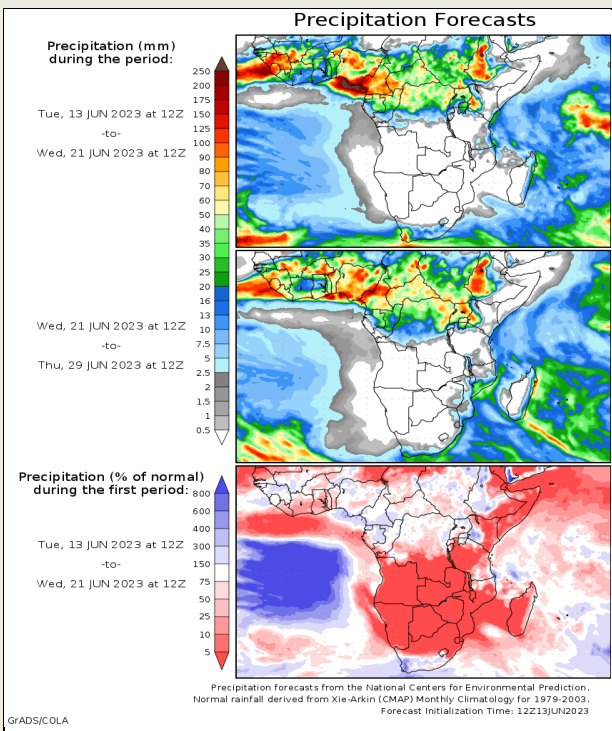 Precipitation Forecasts
Precipitation (mm)
during the period:
Tue, 13 JUN 2023 at 12Z
-to-
Wed, 21 JUN 2023 at 12Z
250
200
175
150
125
100
90
80
70
60
50
40
35
30
25
20
16
13
10
7.5
5
2.5
2
1.5
1
0.5
Wed, 21 JUN 2023 at 12Z
-to-
Thu, 29 JUN 2023 at 12Z
Precipitation (% of normal)
during the first period:
Tue, 13 JUN 2023 at 12Z
-to-
Wed, 21 JUN 2023 at 12Z
800
600
400
300
150
75
50
25
10
5
Precipitation forecasts from the National Centers for Environmental Prediction.
Normal rainfall derived from Xie-Arkin (CMAP) Monthly Climatology for 1979-2003.
Forecast Initialization Time: 12Z13JUN2023
GrADS/COLA